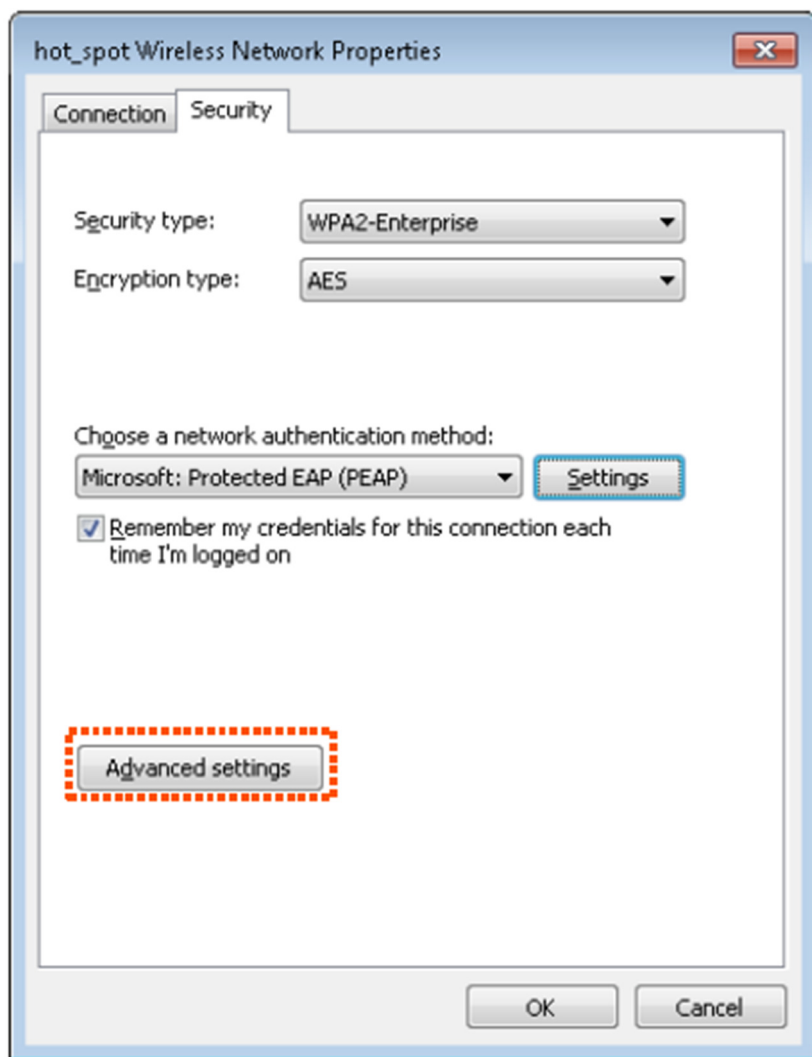 hot_spot Wireless Network Properties
Connection
Security
Security type:
WPA2-Enterprise
Encryption type:
AES
Choose a network authentication method:
Microsoft: Protected EAP (PEAP)
Settings
Remember my credentials for this connection each
time I'm logged on
Advanced settings
OK
Cancel